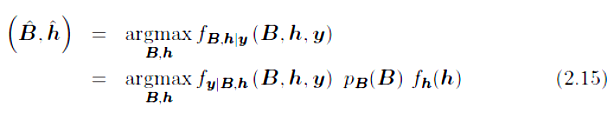 (B̂, ĥ) = argmax_{B,h} f_{B,h|y} (B, h, y)
= argmax_{B,h} f_{y|B,h} (B, h, y) p_B(B) f_h(h) (2.15)